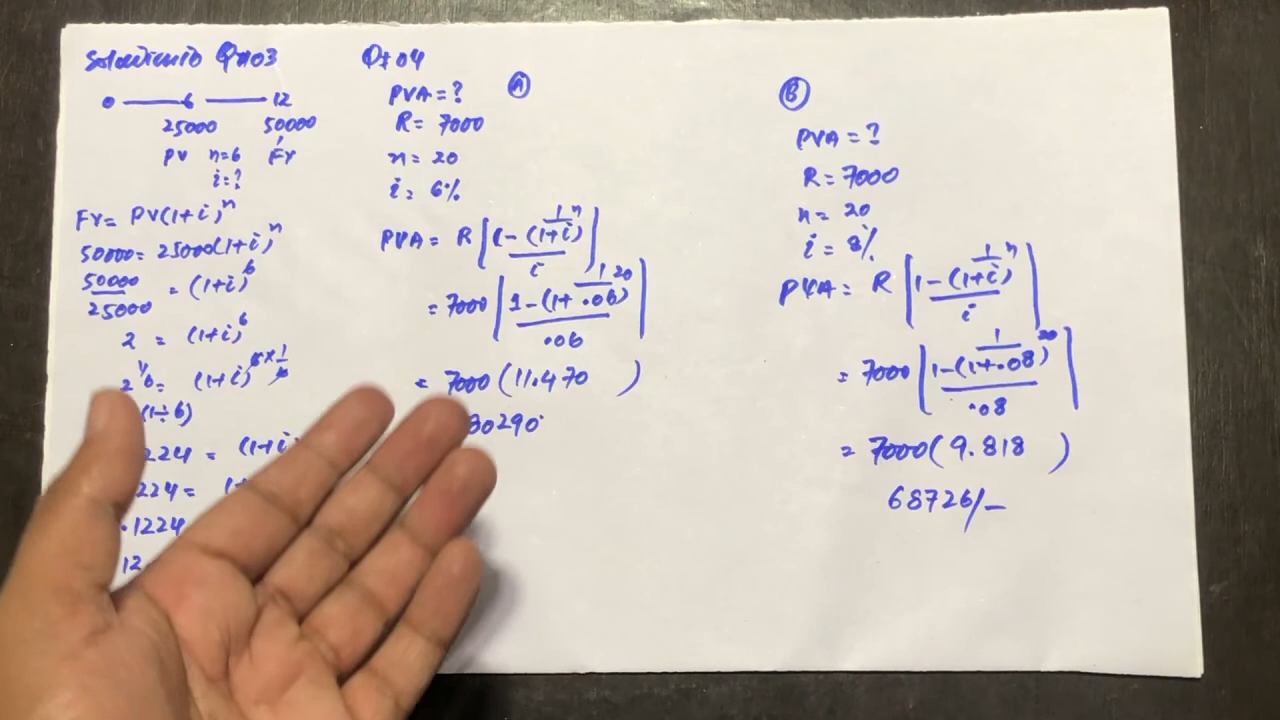 Q#03
0 — 6 — 12
25000 50000
PV n=6 FV
i=?
FV= PV(1+i)^n
50000= 25000(1+i)^n
50000/25000 = (1+i)^6
2 = (1+i)^6
2^1/6 = (1+i)^6×1/6
(1÷6)
224 = (1+i
224= 1+
.1224
12
Q#04
A
PVA=?
R= 7000
n= 20
i= 6%
PVA= R[1-(1/1+i)^n / i]
= 7000[1-(1/1+.06)^20 / .06]
= 7000(11.470 )
80290
B
PVA=?
R=7000
n= 20
i= 8%
PVA= R[1-(1/1+i)^n / i]
= 7000[1-(1/1+.08)^20 / .08]
= 7000(9.818 )
68726/-